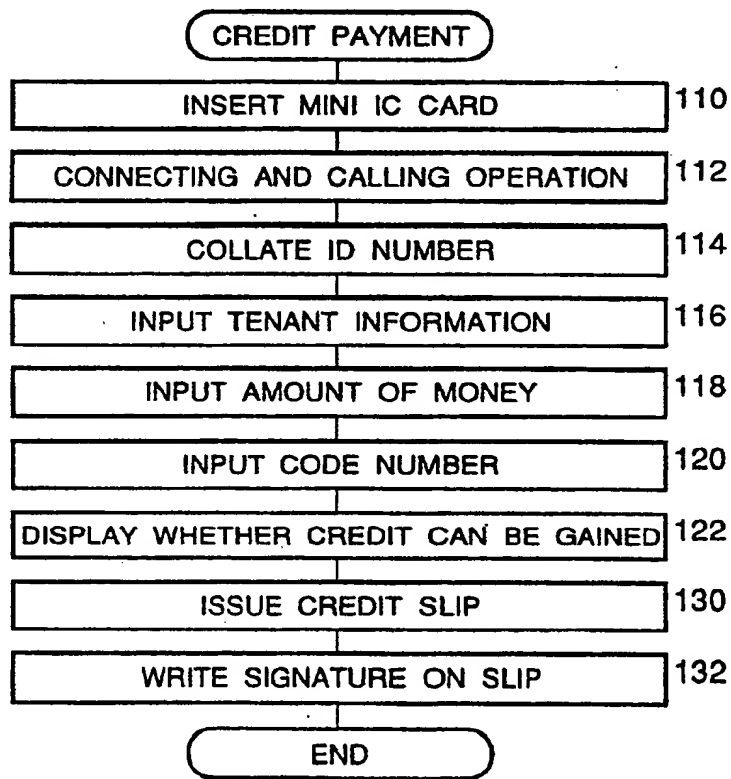 CREDIT PAYMENT
INSERT MINI IC CARD 110
CONNECTING AND CALLING OPERATION 112
COLLATE ID NUMBER 114
INPUT TENANT INFORMATION 116
INPUT AMOUNT OF MONEY 118
INPUT CODE NUMBER 120
DISPLAY WHETHER CREDIT CAN BE GAINED 122
ISSUE CREDIT SLIP 130
WRITE SIGNATURE ON SLIP 132
END